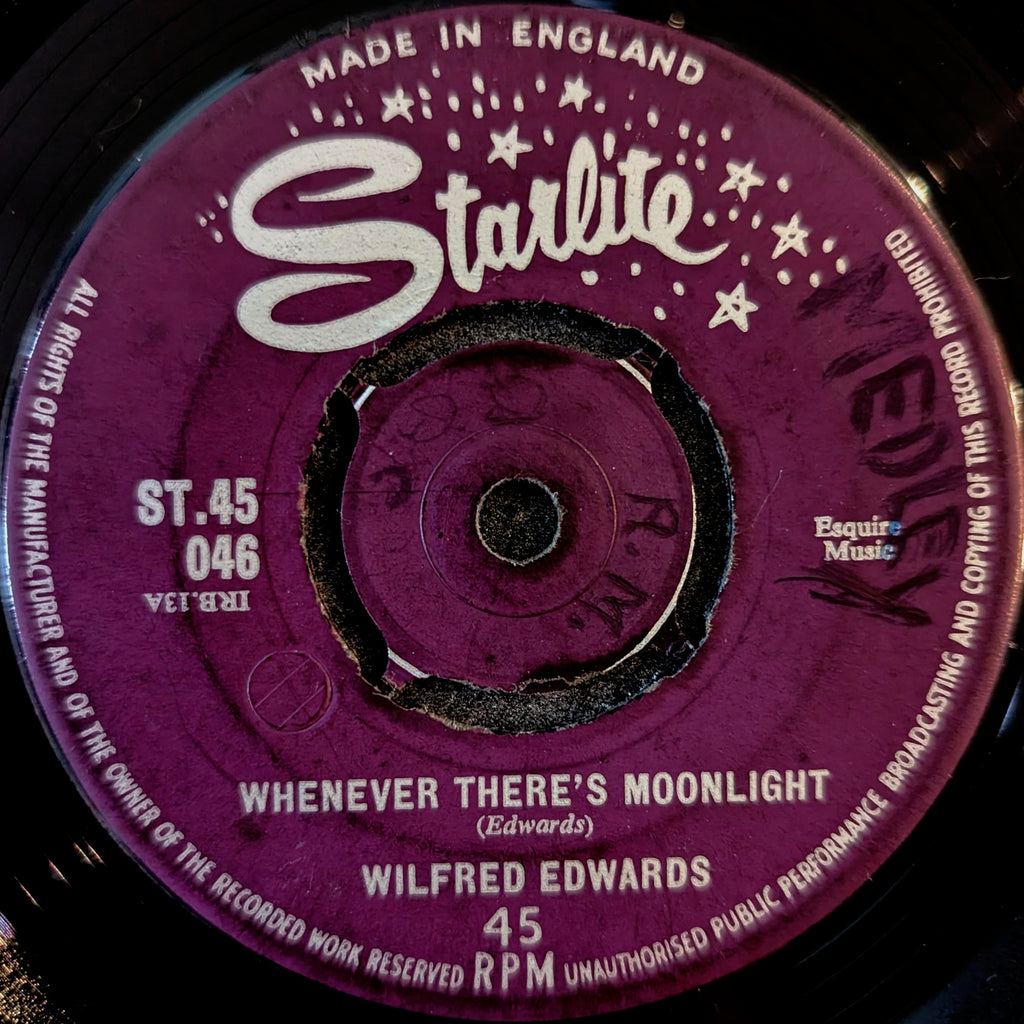 MADE IN ENGLAND
Starlite
ALL RIGHTS OF THE MANUFACTURER AND OF THE OWNER OF THE RECORDED WORK RESERVED
UNAUTHORISED PUBLIC PERFORMANCE BROADCASTING AND COPYING OF THIS RECORD PROHIBITED
MEDLEY
R.M.
ST.45
046
IRB.13A
Esquire
Music
WHENEVER THERE'S MOONLIGHT
(Edwards)
WILFRED EDWARDS
45
RPM